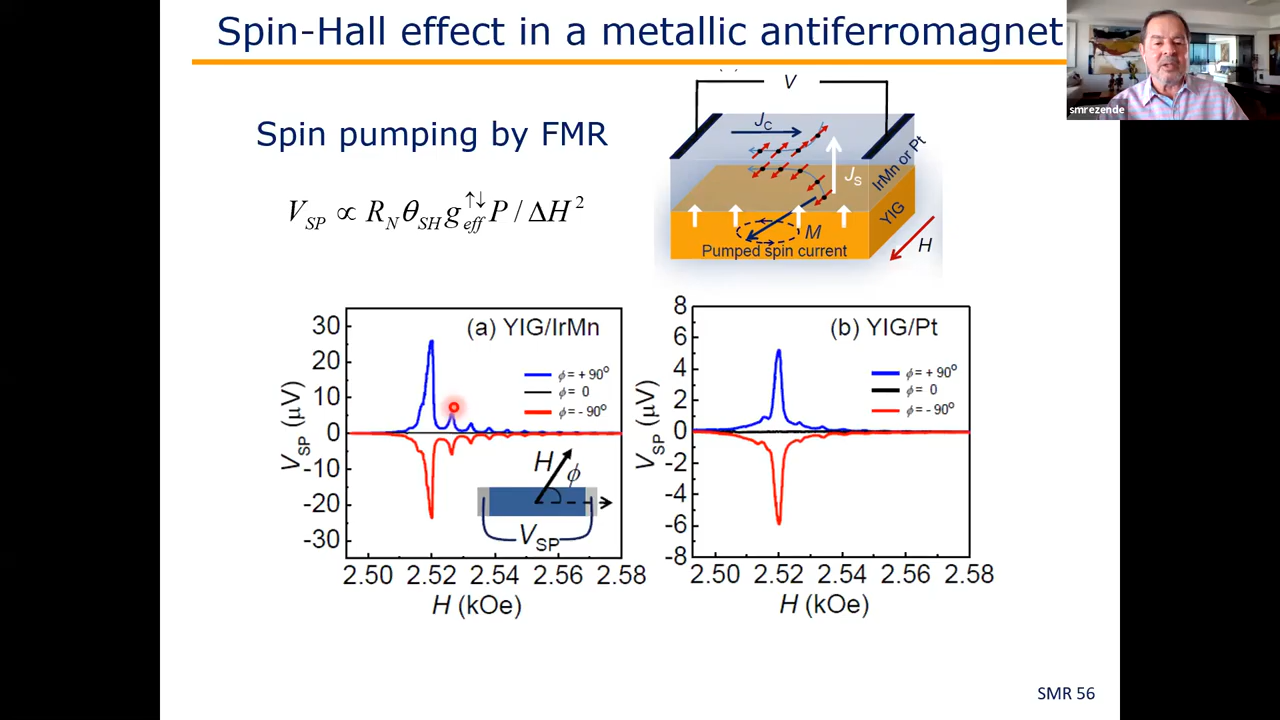 Spin-Hall effect in a metallic antiferromagnet
smrezende
Spin pumping by FMR
V_SP ∝ R_N θ_SH g_eff^↑↓ P / ΔH^2
V
J_C
J_S
IrMn or Pt
YIG
M
H
Pumped spin current
(a) YIG/IrMn
ϕ = + 90°
ϕ = 0
ϕ = - 90°
30
20
10
0
-10
-20
-30
V_SP (μV)
H
ϕ
V_SP
2.50 2.52 2.54 2.56 2.58
H (kOe)
(b) YIG/Pt
ϕ = + 90°
ϕ = 0
ϕ = - 90°
8
6
4
2
0
-2
-4
-6
-8
V_SP (μV)
2.50 2.52 2.54 2.56 2.58
H (kOe)
SMR 56